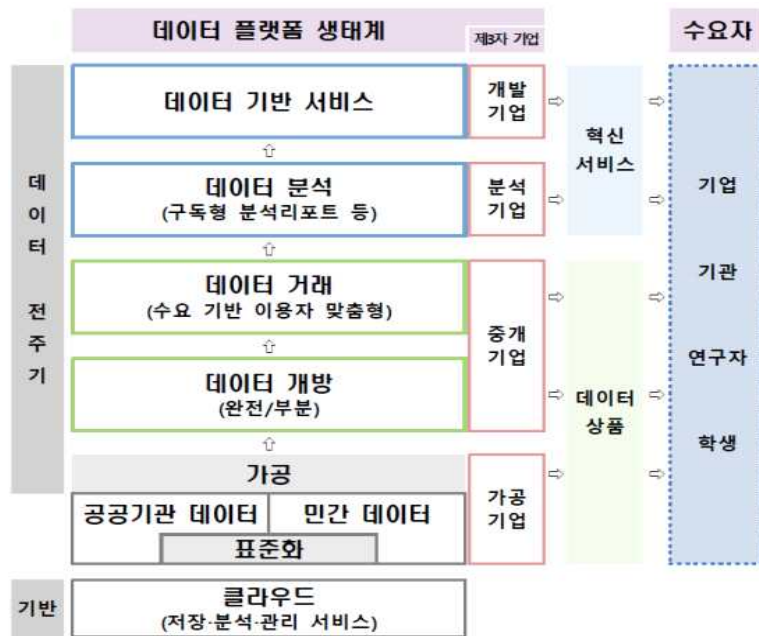 데이터 플랫폼 생태계
제3자 기업
수요자
데이터 전주기
데이터 기반 서비스
개발
기업
⇨
혁신
서비스
⇨
⇧
데이터 분석
(구독형 분석리포트 등)
분석
기업
⇨
⇨
⇧
데이터 거래
(수요 기반 이용자 맞춤형)
⇨
⇨
중개
기업
⇧
데이터 개방
(완전/부분)
⇨
데이터
상품
⇨
⇧
가공
공공기관 데이터
민간 데이터
표준화
가공
기업
⇨
⇨
기업
기관
연구자
학생
기반
클라우드
(저장·분석·관리 서비스)